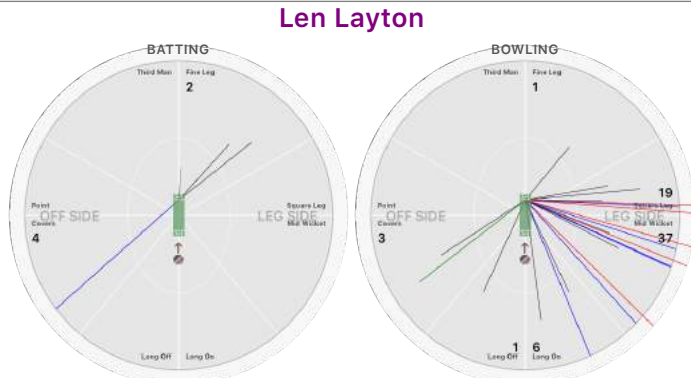 Len Layton
BATTING
Third Man
Fine Leg
2
Point
OFF SIDE
Covers
4
Square Leg
LEG SIDE
Mid Wicket
Long Off
Long On
BOWLING
Third Man
Fine Leg
1
19
Point
OFF SIDE
Covers
3
Square Leg
LEG SIDE
Mid Wicket
37
1
6
Long Off
Long On